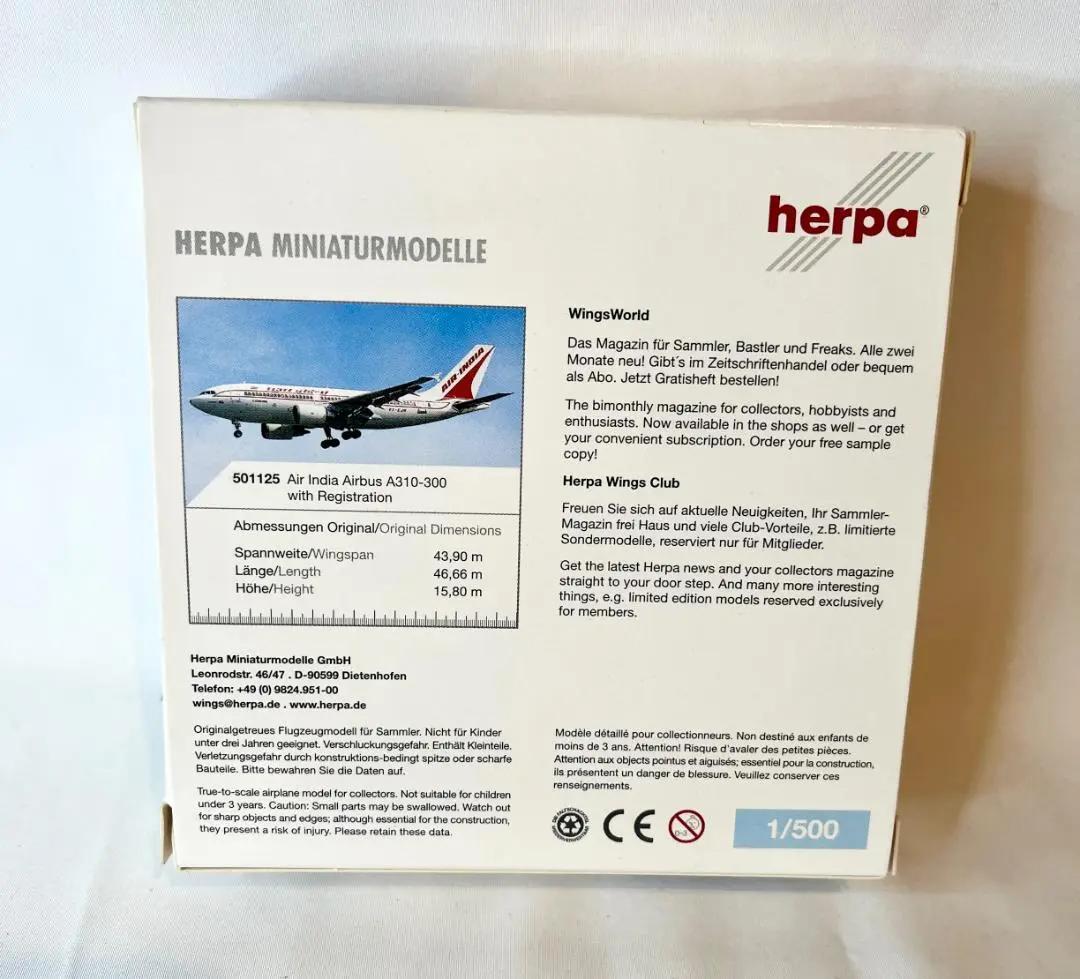 herpa®
HERPA MINIATURMODELLE
AIR-INDIA
501125 Air India Airbus A310-300
with Registration
Abmessungen Original/Original Dimensions
Spannweite/Wingspan 43,90 m
Länge/Length 46,66 m
Höhe/Height 15,80 m
WingsWorld
Das Magazin für Sammler, Bastler und Freaks. Alle zwei
Monate neu! Gibt´s im Zeitschriftenhandel oder bequem
als Abo. Jetzt Gratisheft bestellen!
The bimonthly magazine for collectors, hobbyists and
enthusiasts. Now available in the shops as well – or get
your convenient subscription. Order your free sample
copy!
Herpa Wings Club
Freuen Sie sich auf aktuelle Neuigkeiten, Ihr Sammler-
Magazin frei Haus und viele Club-Vorteile, z.B. limitierte
Sondermodelle, reserviert nur für Mitglieder.
Get the latest Herpa news and your collectors magazine
straight to your door step. And many more interesting
things, e.g. limited edition models reserved exclusively
for members.
Herpa Miniaturmodelle GmbH
Leonrodstr. 46/47 . D-90599 Dietenhofen
Telefon: +49 (0) 9824.951-00
wings@herpa.de . www.herpa.de
Originalgetreues Flugzeugmodell für Sammler. Nicht für Kinder
unter drei Jahren geeignet. Verschluckungsgefahr. Enthält Kleinteile.
Verletzungsgefahr durch konstruktions-bedingt spitze oder scharfe
Bauteile. Bitte bewahren Sie die Daten auf.
True-to-scale airplane model for collectors. Not suitable for children
under 3 years. Caution: Small parts may be swallowed. Watch out
for sharp objects and edges; although essential for the construction,
they present a risk of injury. Please retain these data.
Modèle détaillé pour collectionneurs. Non destiné aux enfants de
moins de 3 ans. Attention! Risque d'avaler des petites pièces.
Attention aux objects pointus et aiguisés; essentiel pour la construction,
ils présentent un danger de blessure. Veuillez conserver ces
renseignements.
CE
0-3
1/500